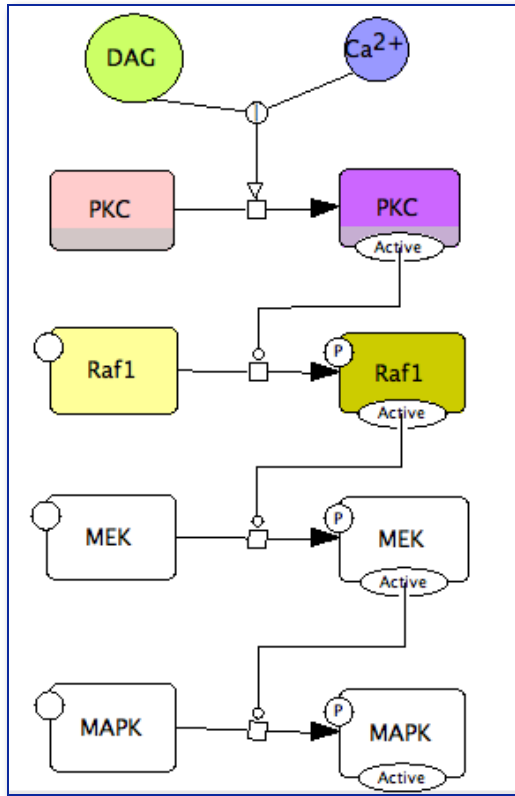 DAG
Ca2+
PKC
PKC
Active
Raf1
P
Raf1
Active
MEK
P
MEK
Active
MAPK
P
MAPK
Active